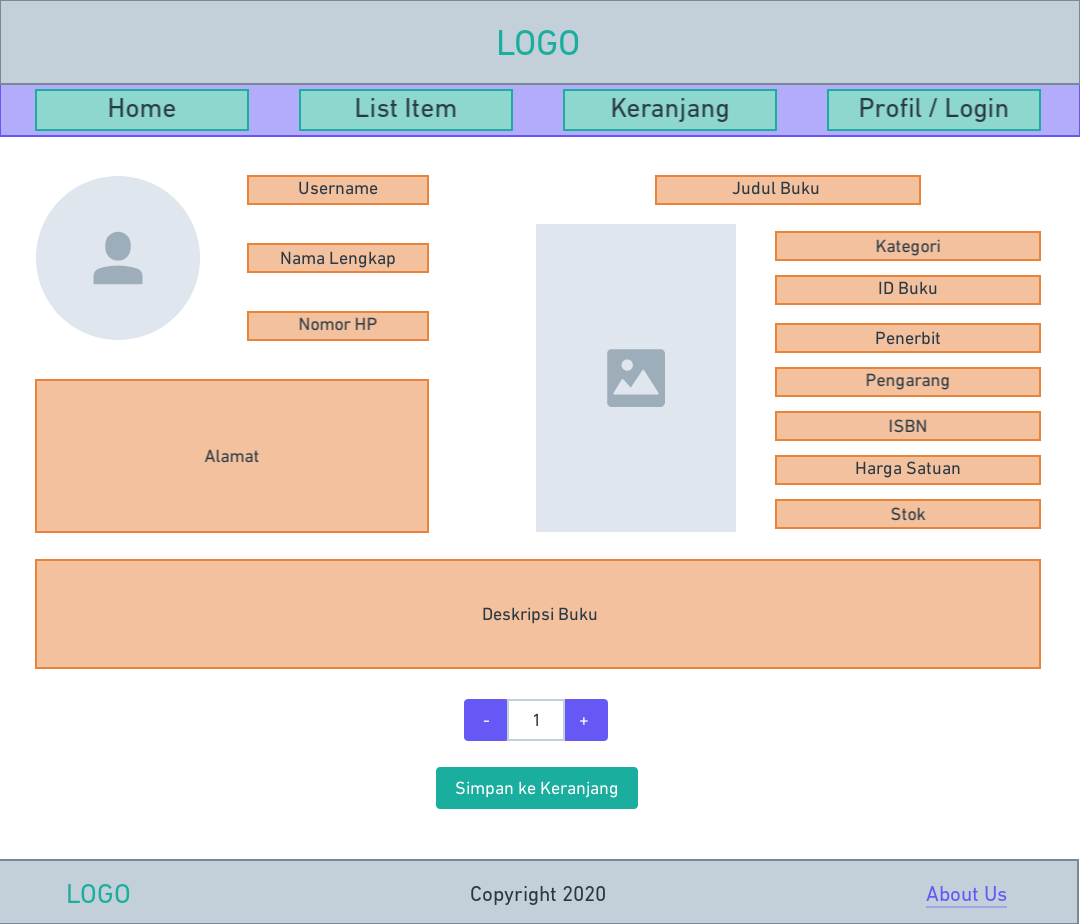 LOGO
Home
List Item
Keranjang
Profil / Login
Username
Nama Lengkap
Nomor HP
Alamat
Judul Buku
Kategori
ID Buku
Penerbit
Pengarang
ISBN
Harga Satuan
Stok
Deskripsi Buku
- 1 +
Simpan ke Keranjang
LOGO
Copyright 2020
About Us